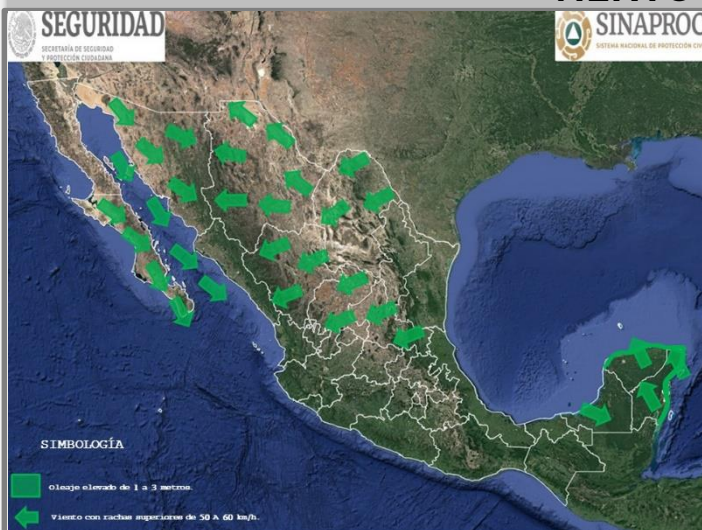 SEGURIDAD
SECRETARÍA DE SEGURIDAD
Y PROTECCIÓN CIUDADANA
SINAPROC
SISTEMA NACIONAL DE PROTECCIÓN CIV
SIMBOLOGÍA
Oleaje elevado de 1 a 3 metros.
Viento con rachas superiores de 50 A 60 km/h.